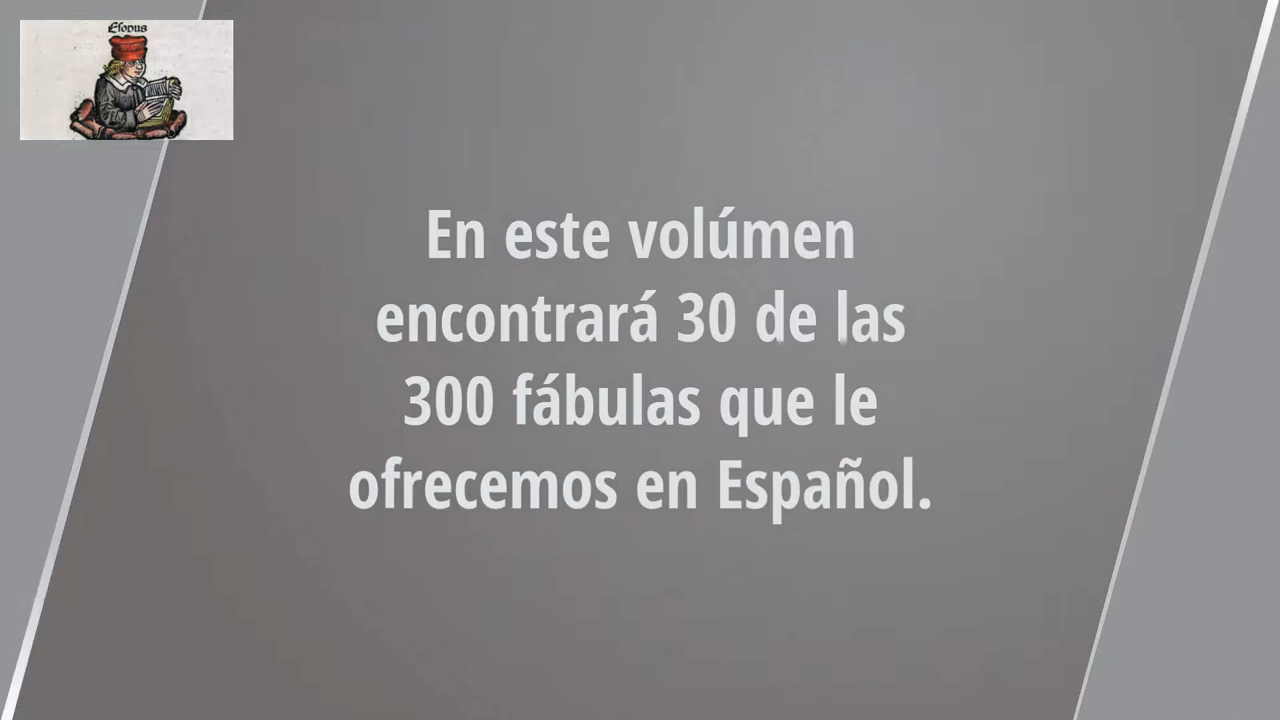 Esopus
En este volúmen
encontrará 30 de las
300 fábulas que le
ofrecemos en Español.